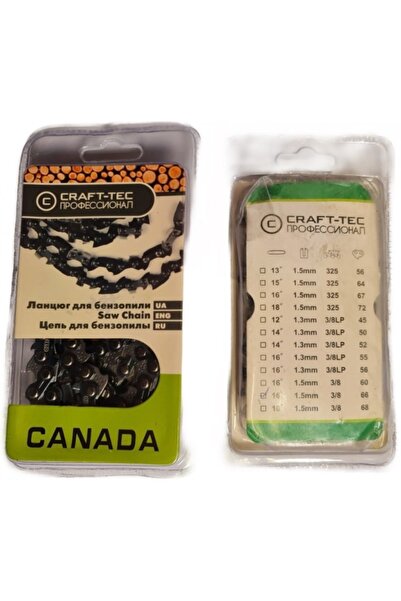 C CRAFT-TEC
ПРОФЕССИОНАЛ
Ланцюг для бензопили UA
Saw Chain ENG
Цепь для бензопилы RU
CANADA
C CRAFT-TEC
ПРОФЕССИОНАЛ
13" 1.5mm 325 56
15" 1.5mm 325 64
16" 1.5mm 325 67
18" 1.5mm 325 72
12" 1.3mm 3/8LP 45
14" 1.3mm 3/8LP 50
14" 1.3mm 3/8LP 52
16" 1.3mm 3/8LP 55
16" 1.3mm 3/8LP 56
16" 1.5mm 3/8 60
1.5mm 3/8 66
1.5mm 3/8 68